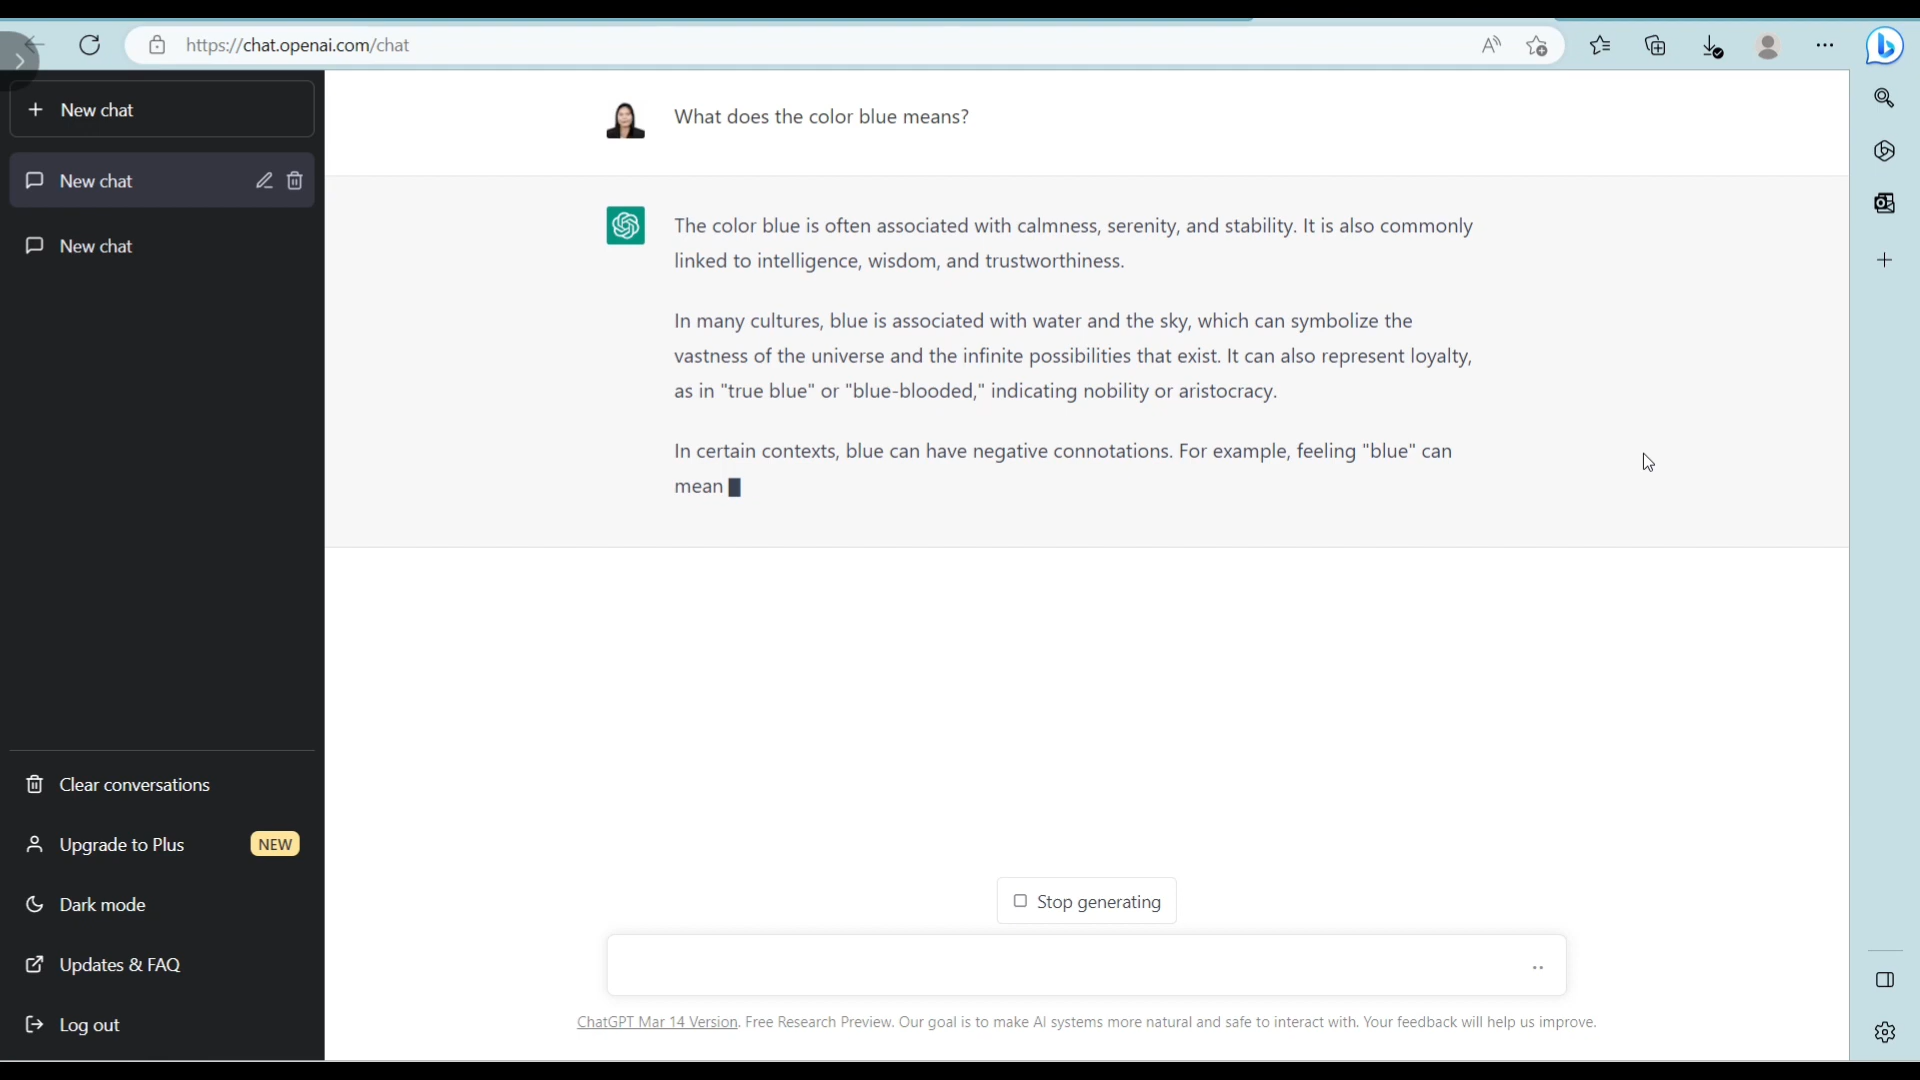 https://chat.openai.com/chat
New chat
New chat
New chat
Clear conversations
Upgrade to Plus NEW
Dark mode
Updates & FAQ
Log out
What does the color blue means?
The color blue is often associated with calmness, serenity, and stability. It is also commonly
linked to intelligence, wisdom, and trustworthiness.
In many cultures, blue is associated with water and the sky, which can symbolize the
vastness of the universe and the infinite possibilities that exist. It can also represent loyalty,
as in "true blue" or "blue-blooded," indicating nobility or aristocracy.
In certain contexts, blue can have negative connotations. For example, feeling "blue" can
mean
Stop generating
ChatGPT Mar 14 Version. Free Research Preview. Our goal is to make AI systems more natural and safe to interact with. Your feedback will help us improve.